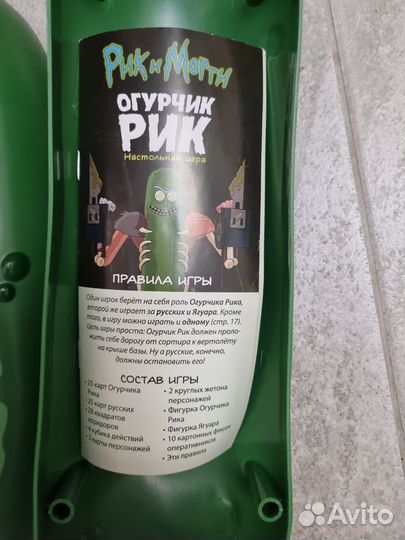 РИК и МОРТИ
ОГУРЧИК
РИК
Настольная игра
ПРАВИЛА ИГРЫ
Один игрок берёт на себя роль Огурчика Рика,
второй же играет за русских и Ягуара. Кроме
того, в игру можно играть и одному (стр. 17).
Цель игры проста: Огурчик Рик должен проло-
жить себе дорогу от сортира к вертолёту
на крыше базы. Ну а русские, конечно,
должны остановить его!
СОСТАВ ИГРЫ
• 25 карт Огурчика
Рика
• 25 карт русских
• 20 квадратов
коридоров
• 4 кубика действий
• 3 карты персонажей
• 2 круглых жетона
персонажей
• Фигурка Огурчика
Рика
• Фигурка Ягуара
• 10 картонных фишек
оперативников
• Эти правила
Avito